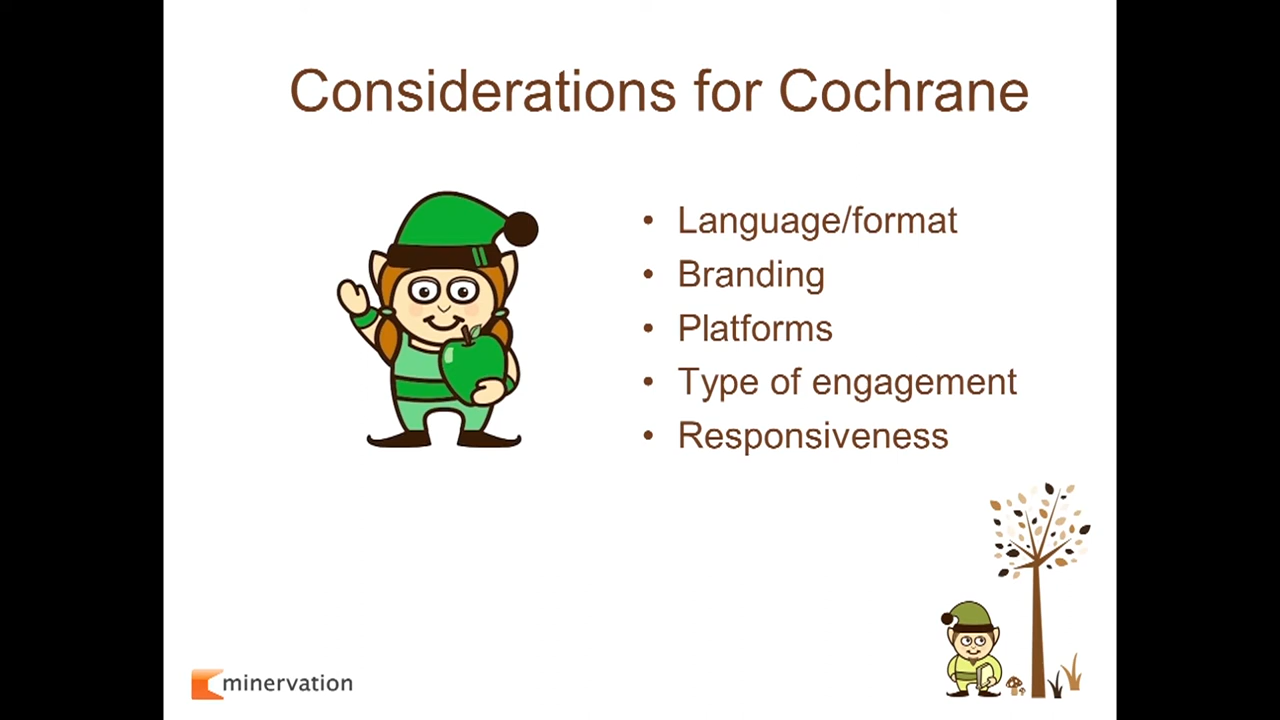 Considerations for Cochrane
• Language/format
• Branding
• Platforms
• Type of engagement
• Responsiveness
minervation